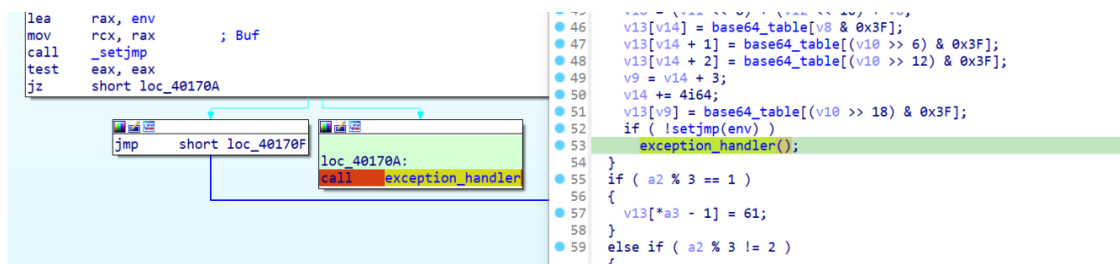 lea rax, env
mov rcx, rax ; Buf
call _setjmp
test eax, eax
jz short loc_40170A
jmp short loc_40170F
loc_40170A:
call exception_handler
46 v13[v14] = base64_table[v8 & 0x3F];
47 v13[v14 + 1] = base64_table[(v10 >> 6) & 0x3F];
48 v13[v14 + 2] = base64_table[(v10 >> 12) & 0x3F];
49 v9 = v14 + 3;
50 v14 += 4i64;
51 v13[v9] = base64_table[(v10 >> 18) & 0x3F];
52 if ( !setjmp(env) )
53 exception_handler();
54 }
55 if ( a2 % 3 == 1 )
56 {
57 v13[*a3 - 1] = 61;
58 }
59 else if ( a2 % 3 != 2 )